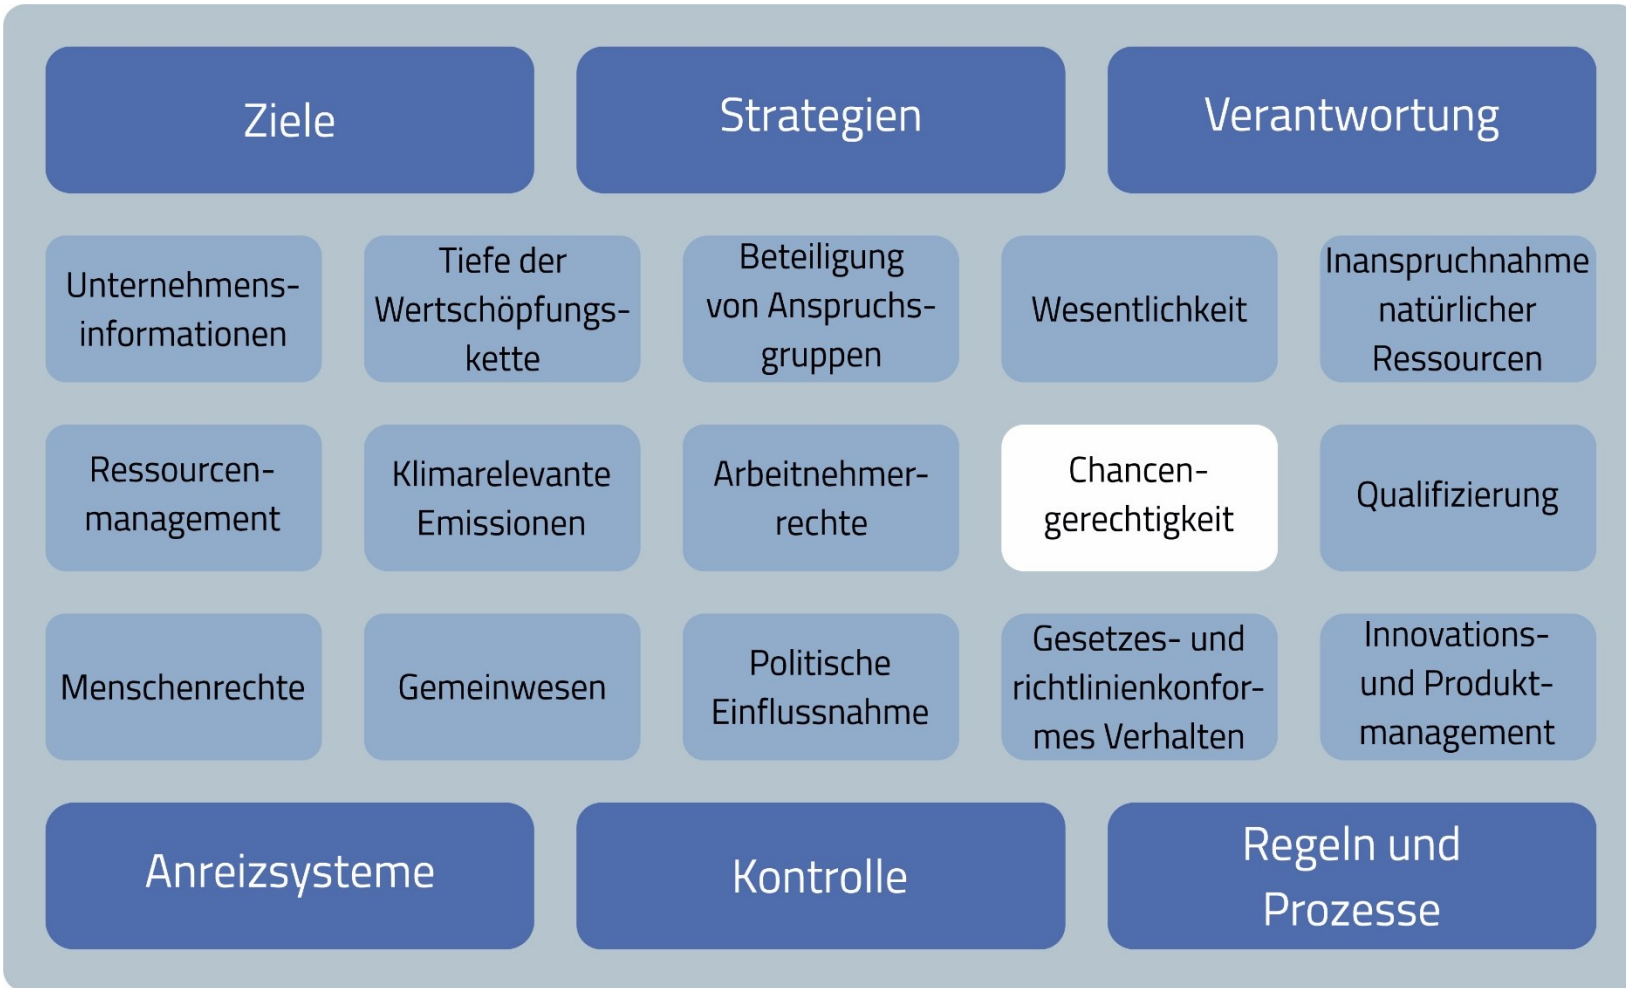 Ziele
Strategien
Verantwortung
Unternehmens-
informationen
Tiefe der
Wertschöpfungs-
kette
Beteiligung
von Anspruchs-
gruppen
Wesentlichkeit
Inanspruchnahme
natürlicher
Ressourcen
Ressourcen-
management
Klimarelevante
Emissionen
Arbeitnehmer-
rechte
Chancen-
gerechtigkeit
Qualifizierung
Menschenrechte
Gemeinwesen
Politische
Einflussnahme
Gesetzes- und
richtlinienkonfor-
mes Verhalten
Innovations-
und Produkt-
management
Anreizsysteme
Kontrolle
Regeln und
Prozesse